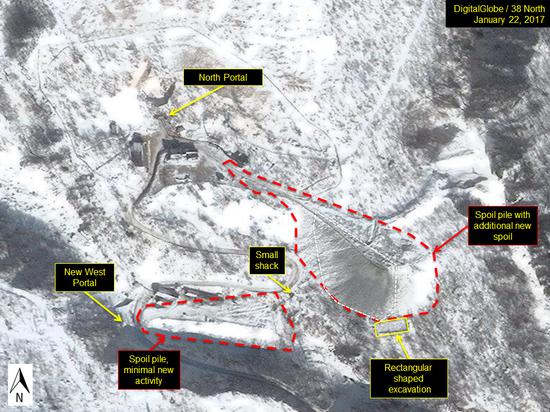 DigitalGlobe / 38 North
January 22, 2017
North Portal
Spoil pile with
additional new
spoil
Small
shack
New West
Portal
Spoil pile,
minimal new
activity
Rectangular
shaped
excavation
N